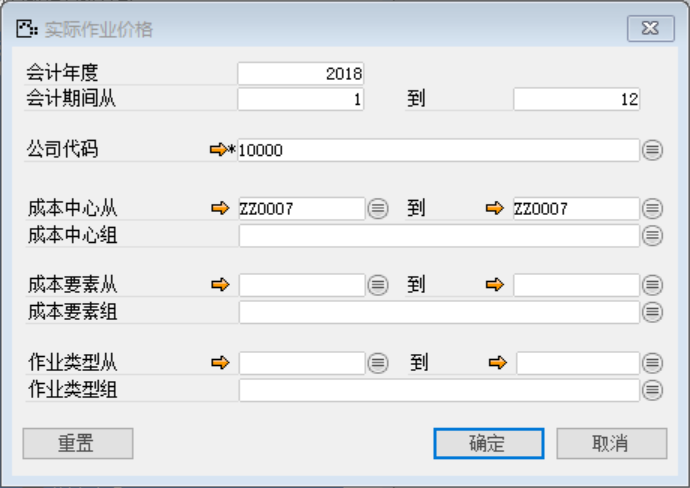 实际作业价格
会计年度 2018
会计期间从 1 到 12
公司代码 *10000
成本中心从 ZZ0007 到 ZZ0007
成本中心组
成本要素从 到
成本要素组
作业类型从 到
作业类型组
重置 确定 取消